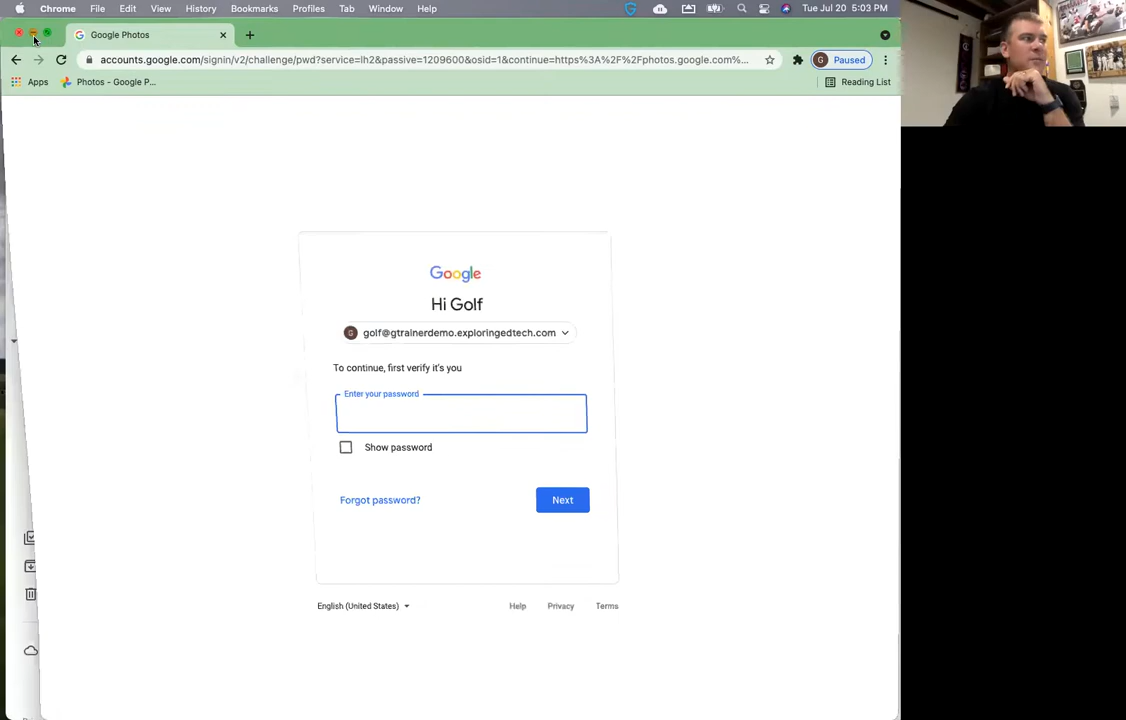 Chrome File Edit View History Bookmarks Profiles Tab Window Help Tue Jul 20 5:03 PM
Google Photos
accounts.google.com/signin/v2/challenge/pwd?service=lh2&passive=1209600&osid=1&continue=https%3A%2F%2Fphotos.google.com%...
G Paused
Apps Photos - Google P... Reading List
Google
Hi Golf
G golf@gtrainerdemo.exploringedtech.com
To continue, first verify it's you
Enter your password
Show password
Forgot password? Next
English (United States) Help Privacy Terms